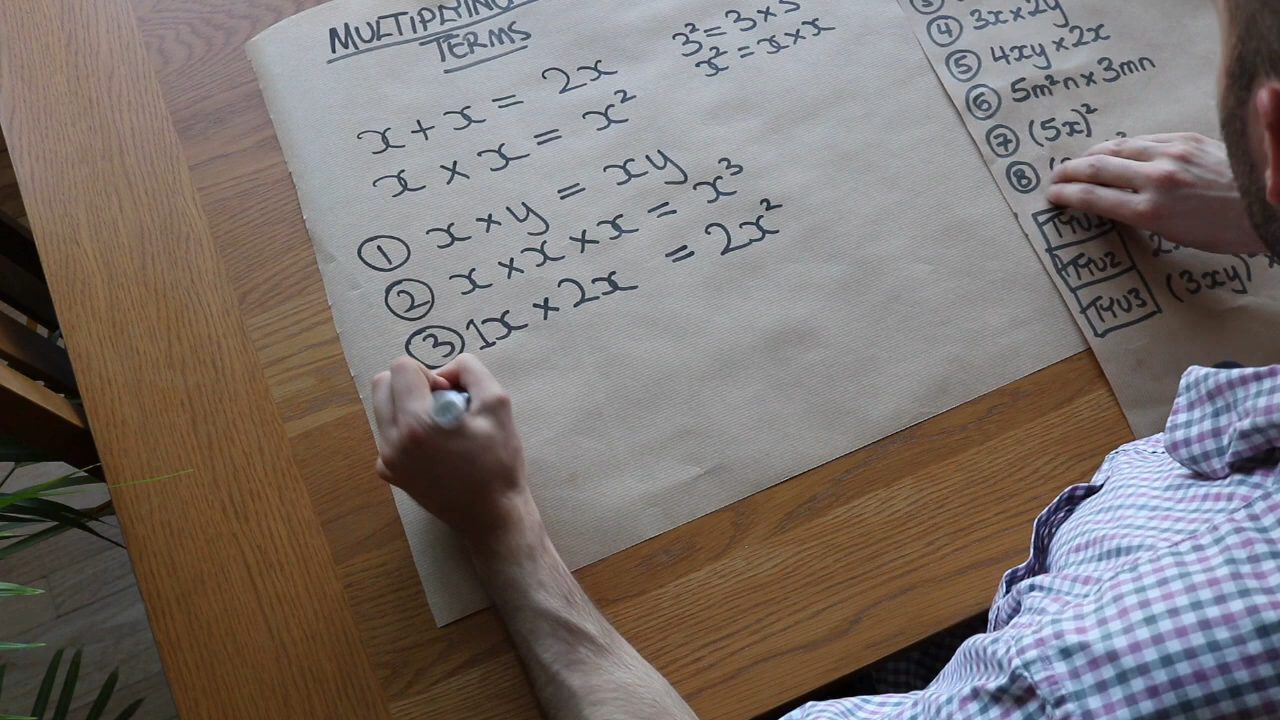 MULTIPLYING
TERMS
x + x = 2x
x × x = x²
3² = 3 × 3
x² = x × x
① x × y = xy
② x × x × x = x³
③ 1x × 2x = 2x²
③
④ 3x × 2y
⑤ 4xy × 2x
⑥ 5m²n × 3mn
⑦ (5x)²
⑧ (
TYU1
TYU2
TYU3 (3xy)